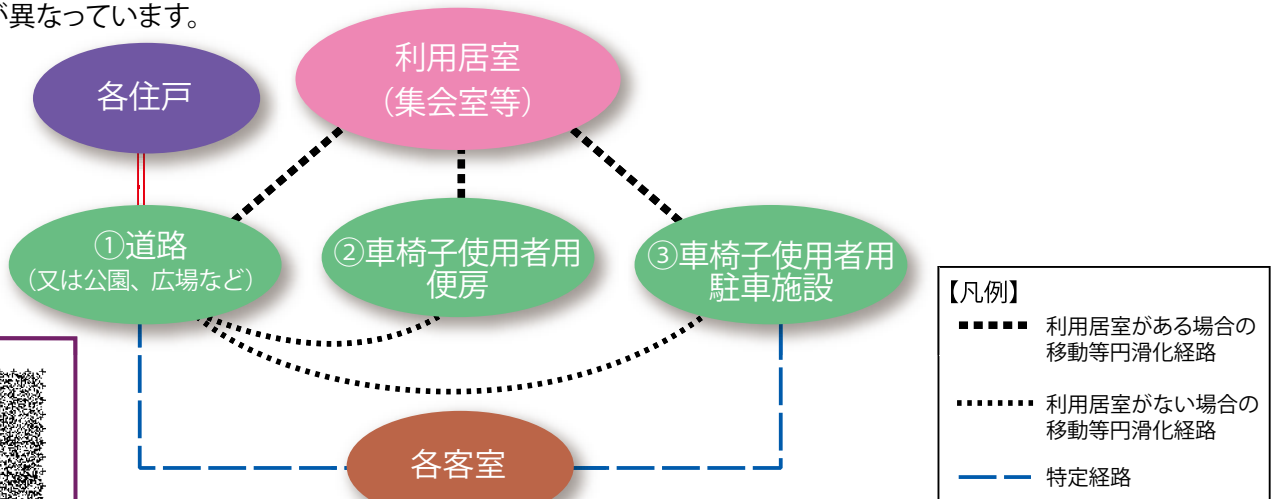 が異なっています。
利用居室
（集会室等）
各住戸
①道路
（又は公園、広場など）
②車椅子使用者用
便房
③車椅子使用者用
駐車施設
各客室
【凡例】
利用居室がある場合の
移動等円滑化経路
利用居室がない場合の
移動等円滑化経路
特定経路